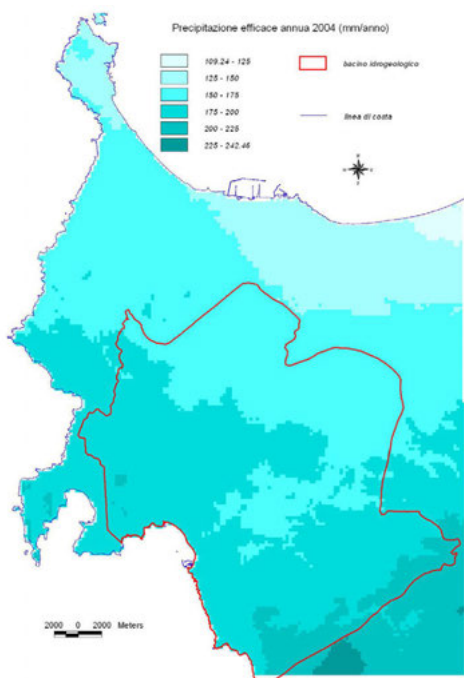 Precipitazione efficace annua 2004 (mm/anno)
109.24 - 125
125 - 150
150 - 175
175 - 200
200 - 225
225 - 242.46
bacino idrogeologico
linea di costa
2000 0 2000 Meters